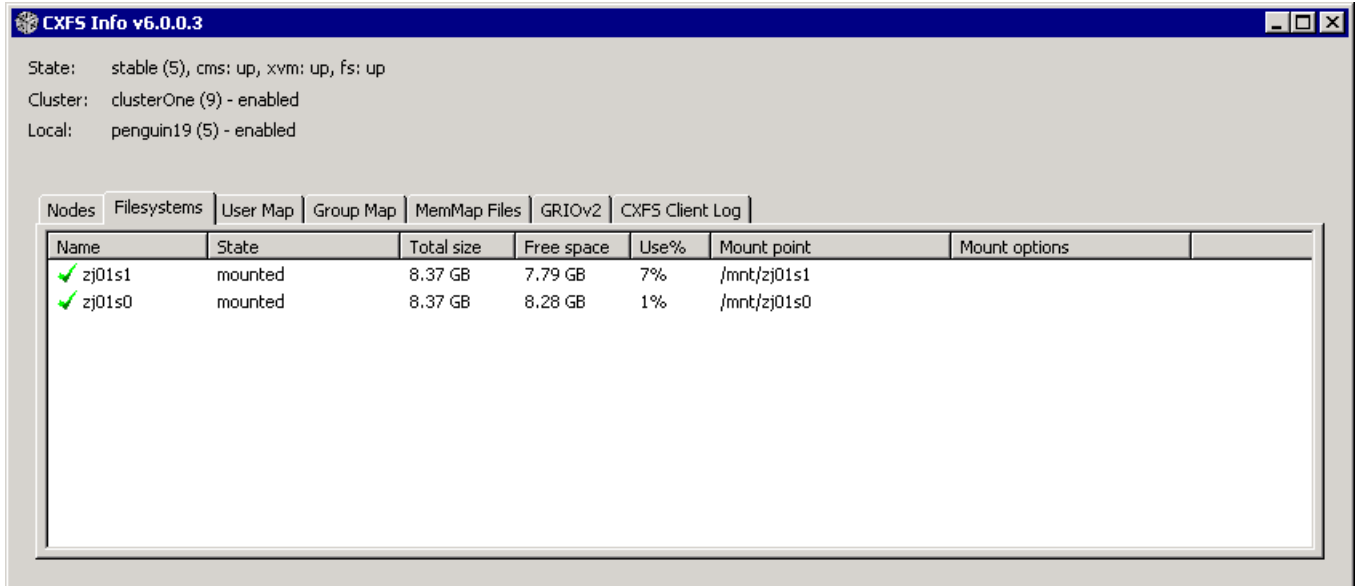 CXFS Info v6.0.0.3
State: stable (5), cms: up, xvm: up, fs: up
Cluster: clusterOne (9) - enabled
Local: penguin19 (5) - enabled
Nodes Filesystems User Map Group Map MemMap Files GRIOv2 CXFS Client Log
Name State Total size Free space Use% Mount point Mount options
zj01s1 mounted 8.37 GB 7.79 GB 7% /mnt/zj01s1
zj01s0 mounted 8.37 GB 8.28 GB 1% /mnt/zj01s0